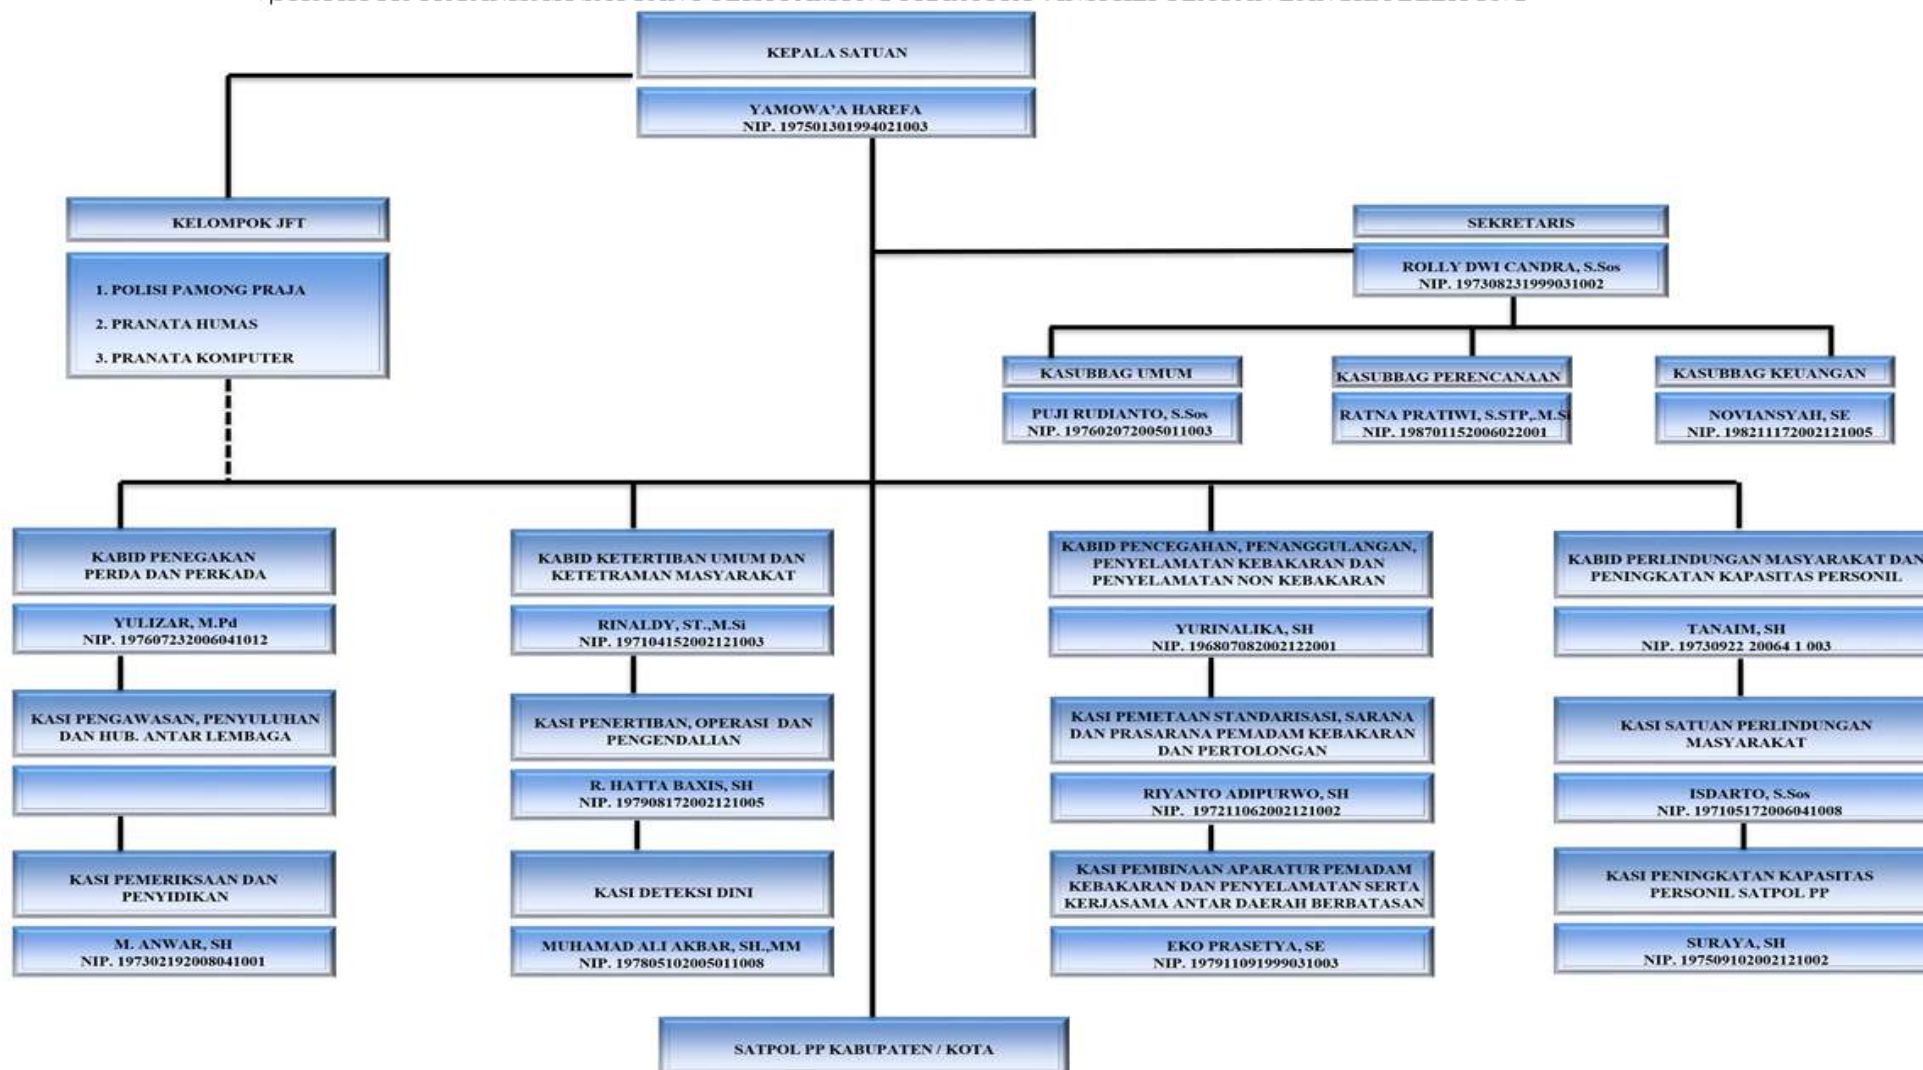 KEPALA SATUAN
YAMOWA'A HAREFA
NIP. 197501301994021003
KELOMPOK JFT
1. POLISI PAMONG PRAJA
2. PRANATA HUMAS
3. PRANATA KOMPUTER
SEKRETARIS
ROLLY DWI CANDRA, S.Sos
NIP. 197308231999031002
KASUBBAG UMUM
PUJI RUDIANTO, S.Sos
NIP. 197602072005011003
KASUBBAG PERENCANAAN
RATNA PRATIWI, S.STP,.M.Si
NIP. 198701152006022001
KASUBBAG KEUANGAN
NOVIANSYAH, SE
NIP. 198211172002121005
KABID PENEGAKAN
PERDA DAN PERKADA
YULIZAR, M.Pd
NIP. 197607232006041012
KASI PENGAWASAN, PENYULUHAN
DAN HUB. ANTAR LEMBAGA
KASI PEMERIKSAAN DAN
PENYIDIKAN
M. ANWAR, SH
NIP. 197302192008041001
KABID KETERTIBAN UMUM DAN
KETETRAMAN MASYARAKAT
RINALDY, ST.,M.Si
NIP. 197104152002121003
KASI PENERTIBAN, OPERASI DAN
PENGENDALIAN
R. HATTA BAXIS, SH
NIP. 197908172002121005
KASI DETEKSI DINI
MUHAMAD ALI AKBAR, SH.,MM
NIP. 197805102005011008
KABID PENCEGAHAN, PENANGGULANGAN,
PENYELAMATAN KEBAKARAN DAN
PENYELAMATAN NON KEBAKARAN
YURINALIKA, SH
NIP. 196807082002122001
KASI PEMETAAN STANDARISASI, SARANA
DAN PRASARANA PEMADAM KEBAKARAN
DAN PERTOLONGAN
RIYANTO ADIPURWO, SH
NIP. 197211062002121002
KASI PEMBINAAN APARATUR PEMADAM
KEBAKARAN DAN PENYELAMATAN SERTA
KERJASAMA ANTAR DAERAH BERBATASAN
EKO PRASETYA, SE
NIP. 197911091999031003
KABID PERLINDUNGAN MASYARAKAT DAN
PENINGKATAN KAPASITAS PERSONIL
TANAIM, SH
NIP. 19730922 20064 1 003
KASI SATUAN PERLINDUNGAN
MASYARAKAT
ISDARTO, S.Sos
NIP. 197105172006041008
KASI PENINGKATAN KAPASITAS
PERSONIL SATPOL PP
SURAYA, SH
NIP. 197509102002121002
SATPOL PP KABUPATEN / KOTA